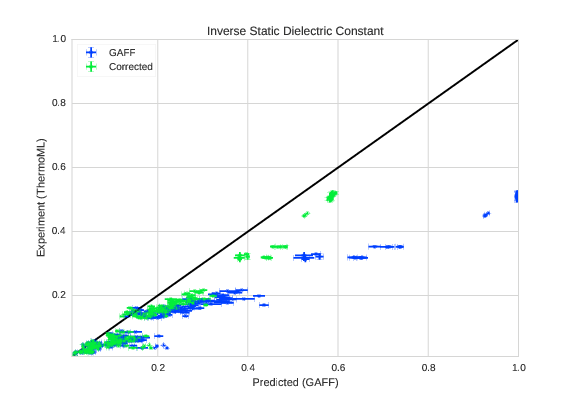 Inverse Static Dielectric Constant
1.0
0.8
0.6
0.4
0.2
Experiment (ThermoML)
GAFF
Corrected
0.2
0.4
0.6
0.8
1.0
Predicted (GAFF)